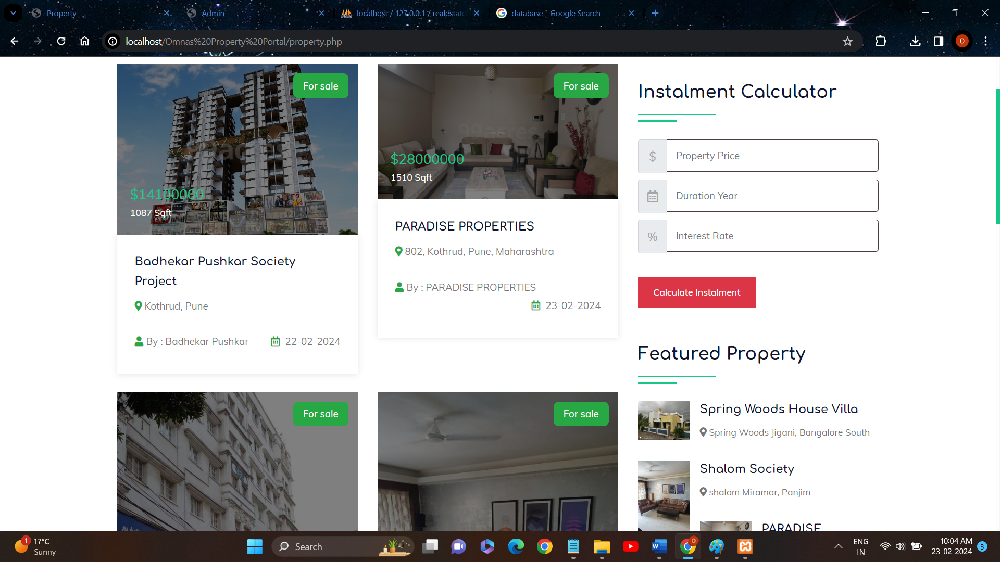 Property
Admin
localhost / 127.0.0.1 / realestate
database - Google Search
localhost/Omnas%20Property%20Portal/property.php
O
For sale
99acres
$14100000
1087 Sqft
Badhekar Pushkar Society
Project
Kothrud, Pune
By : Badhekar Pushkar
22-02-2024
For sale
99acres
$28000000
1510 Sqft
PARADISE PROPERTIES
802, Kothrud, Pune, Maharashtra
By : PARADISE PROPERTIES
23-02-2024
For sale
For sale
Instalment Calculator
$
Property Price
Duration Year
%
Interest Rate
Calculate Instalment
Featured Property
Spring Woods House Villa
Spring Woods Jigani, Bangalore South
Shalom Society
shalom Miramar, Panjim
PARADISE
1
17°C
Sunny
Search
W
O
ENG
IN
10:04 AM
23-02-2024
3